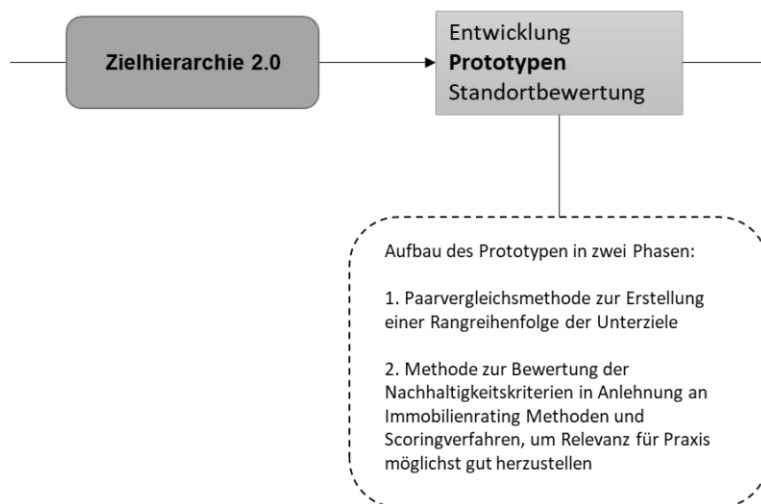 Zielhierarchie 2.0
Entwicklung
Prototypen
Standortbewertung
Aufbau des Prototypen in zwei Phasen:
1. Paarvergleichsmethode zur Erstellung
einer Rangreihenfolge der Unterziele
2. Methode zur Bewertung der
Nachhaltigkeitskriterien in Anlehnung an
Immobilienrating Methoden und
Scoringverfahren, um Relevanz für Praxis
möglichst gut herzustellen